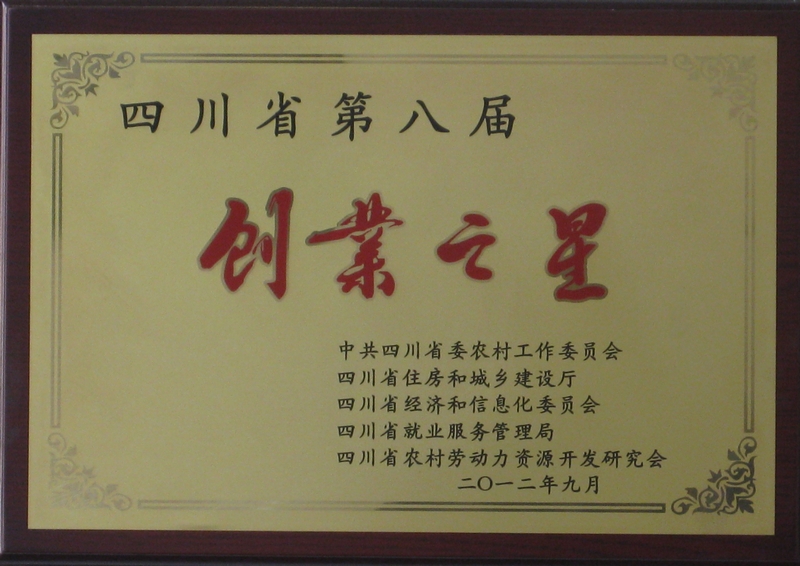 四川省第八届
创業之星
中共四川省委农村工作委员会
四川省住房和城乡建设厅
四川省经济和信息化委员会
四川省就业服务管理局
四川省农村劳动力资源开发研究会
二〇一二年九月